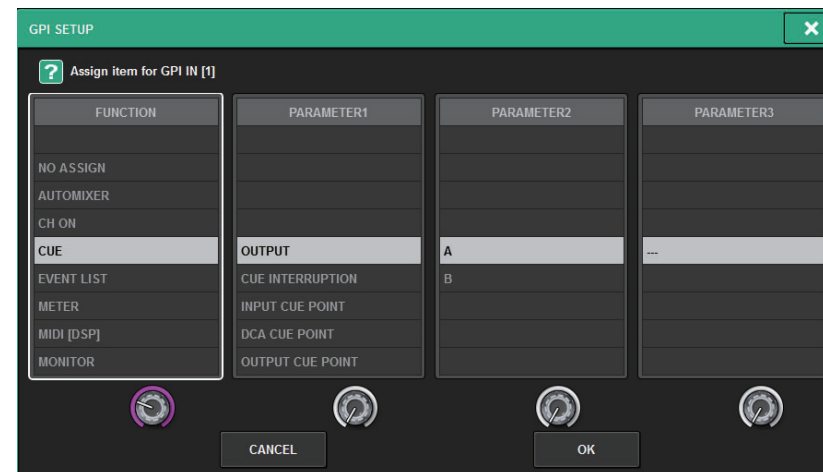 GPI SETUP
Assign item for GPI IN [1]
FUNCTION PARAMETER1 PARAMETER2 PARAMETER3
NO ASSIGN
AUTOMIXER
CH ON
CUE OUTPUT A ---
EVENT LIST CUE INTERRUPTION B
METER INPUT CUE POINT
MIDI [DSP] DCA CUE POINT
MONITOR OUTPUT CUE POINT
CANCEL OK